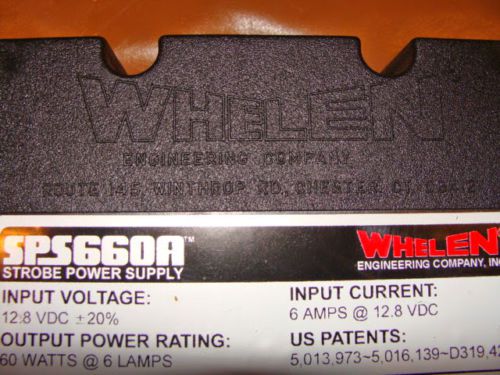 WHELEN
ENGINEERING COMPANY
ROUTE 145, WINTHROP RD, CHESTER, CT.
SPS660A™
STROBE POWER SUPPLY
WHELEN
ENGINEERING COMPANY, INC
INPUT VOLTAGE:
12.8 VDC ±20%
INPUT CURRENT:
6 AMPS @ 12.8 VDC
OUTPUT POWER RATING:
60 WATTS @ 6 LAMPS
US PATENTS:
5,013,973~5,016,139~D319,42